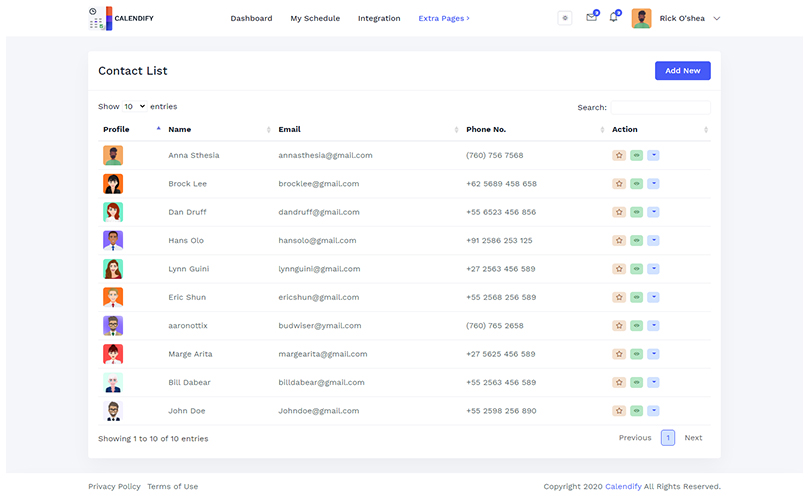 CALENDIFY Dashboard My Schedule Integration Extra Pages Rick O'shea
Contact List Add New
Show 10 entries Search:
Profile Name Email Phone No. Action
Anna Sthesia annasthesia@gmail.com (760) 756 7568
Brock Lee brocklee@gmail.com +62 5689 458 658
Dan Druff dandruff@gmail.com +55 6523 456 856
Hans Olo hansolo@gmail.com +91 2586 253 125
Lynn Guini lynnguini@gmail.com +27 2563 456 589
Eric Shun ericshun@gmail.com +55 2568 256 589
aaronottix budwiser@ymail.com (760) 765 2658
Marge Arita margearita@gmail.com +27 5625 456 589
Bill Dabear billdabear@gmail.com +55 2563 456 589
John Doe Johndoe@gmail.com +55 2598 256 890
Showing 1 to 10 of 10 entries Previous 1 Next
Privacy Policy Terms of Use Copyright 2020 Calendify All Rights Reserved.